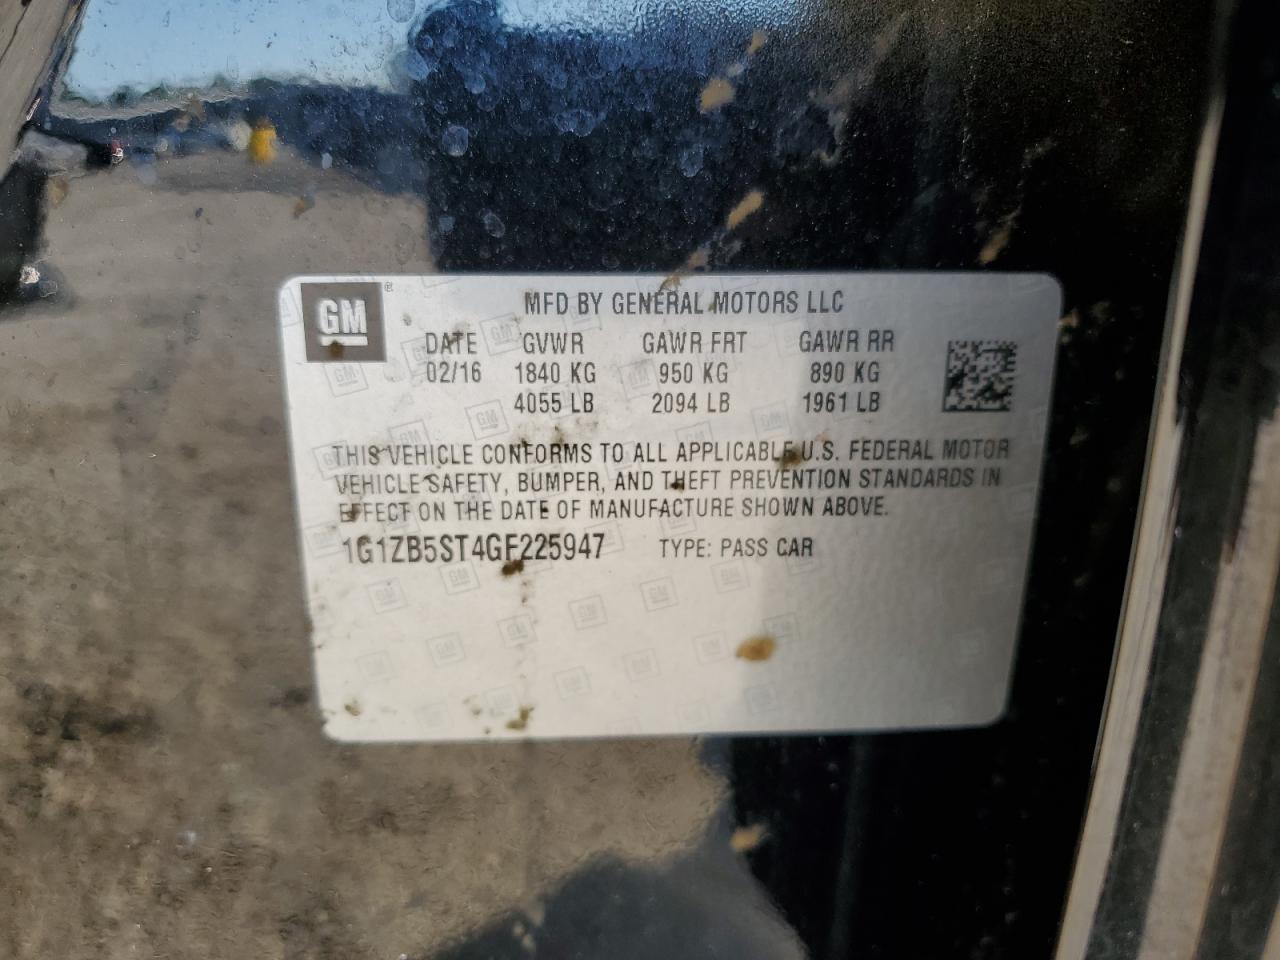 GM ®
MFD BY GENERAL MOTORS LLC
DATE GVWR GAWR FRT GAWR RR
02/16 1840 KG 950 KG 890 KG
4055 LB 2094 LB 1961 LB
THIS VEHICLE CONFORMS TO ALL APPLICABLE U.S. FEDERAL MOTOR
VEHICLE SAFETY, BUMPER, AND THEFT PREVENTION STANDARDS IN
EFFECT ON THE DATE OF MANUFACTURE SHOWN ABOVE.
1G1ZB5ST4GF225947 TYPE: PASS CAR